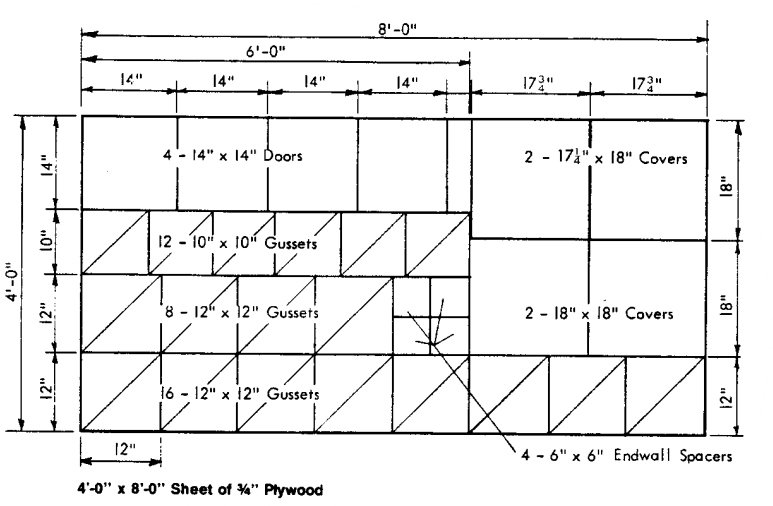 8'-0"
6'-0"
14" 14" 14" 14" 17 3/4" 17 3/4"
4'-0"
14"
4 - 14" x 14" Doors
2 - 17 1/4" x 18" Covers
18"
10"
12 - 10" x 10" Gussets
12"
8 - 12" x 12" Gussets
2 - 18" x 18" Covers
18"
12"
16 - 12" x 12" Gussets
12"
12"
4 - 6" x 6" Endwall Spacers
4'-0" x 8'-0" Sheet of ¾" Plywood